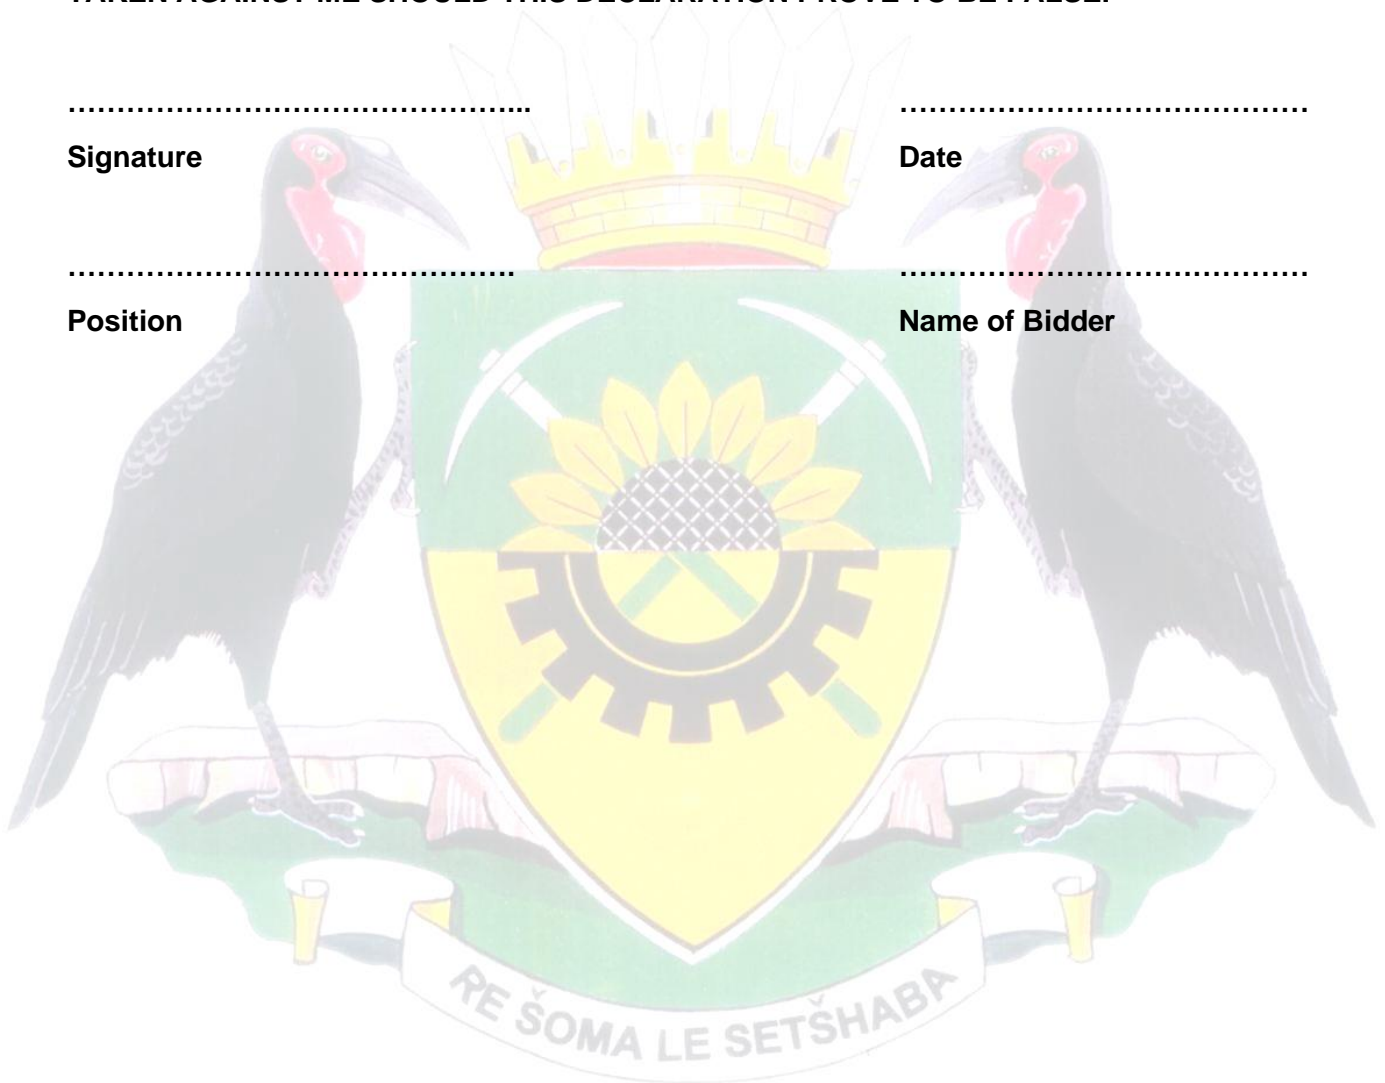 TAKEN AGAINST ME SHOULD THIS DECLARATION PROVE TO BE FALSE.
………………………………………... ……………………………………
Signature Date
………………………………………. ……………………………………
Position Name of Bidder
RE ŠOMA LE SETŠHABA